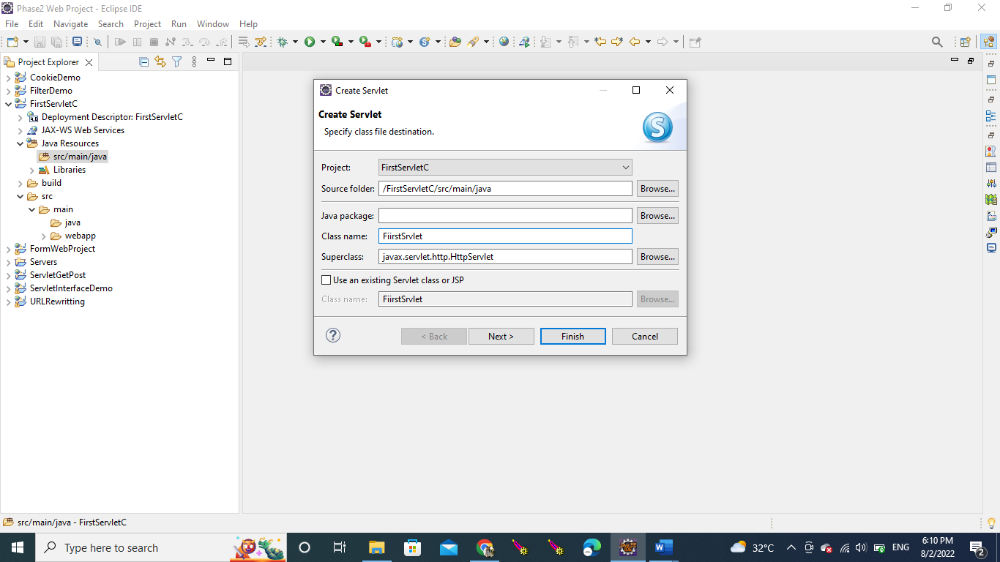 Phase2 Web Project - Eclipse IDE
File Edit Navigate Search Project Run Window Help
Project Explorer
CookieDemo
FilterDemo
FirstServletC
Deployment Descriptor: FirstServletC
JAX-WS Web Services
Java Resources
src/main/java
Libraries
build
src
main
java
webapp
FormWebProject
Servers
ServletGetPost
ServletInterfaceDemo
URLRewritting
Create Servlet
Create Servlet
Specify class file destination.
S
Project: FirstServletC
Source folder: /FirstServletC/src/main/java Browse...
Java package: Browse...
Class name: FiirstSrvlet
Superclass: javax.servlet.http.HttpServlet Browse...
Use an existing Servlet class or JSP
Class name: FiirstSrvlet Browse...
? < Back Next > Finish Cancel
src/main/java - FirstServletC
Type here to search
32°C
ENG
6:10 PM
8/2/2022
2